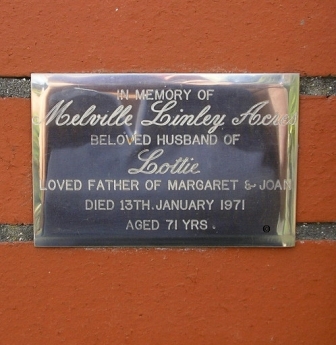 IN MEMORY OF
Melville Linley Acres
BELOVED HUSBAND OF
Lottie
LOVED FATHER OF MARGARET & JOAN
DIED 13TH. JANUARY 1971
AGED 71 YRS.